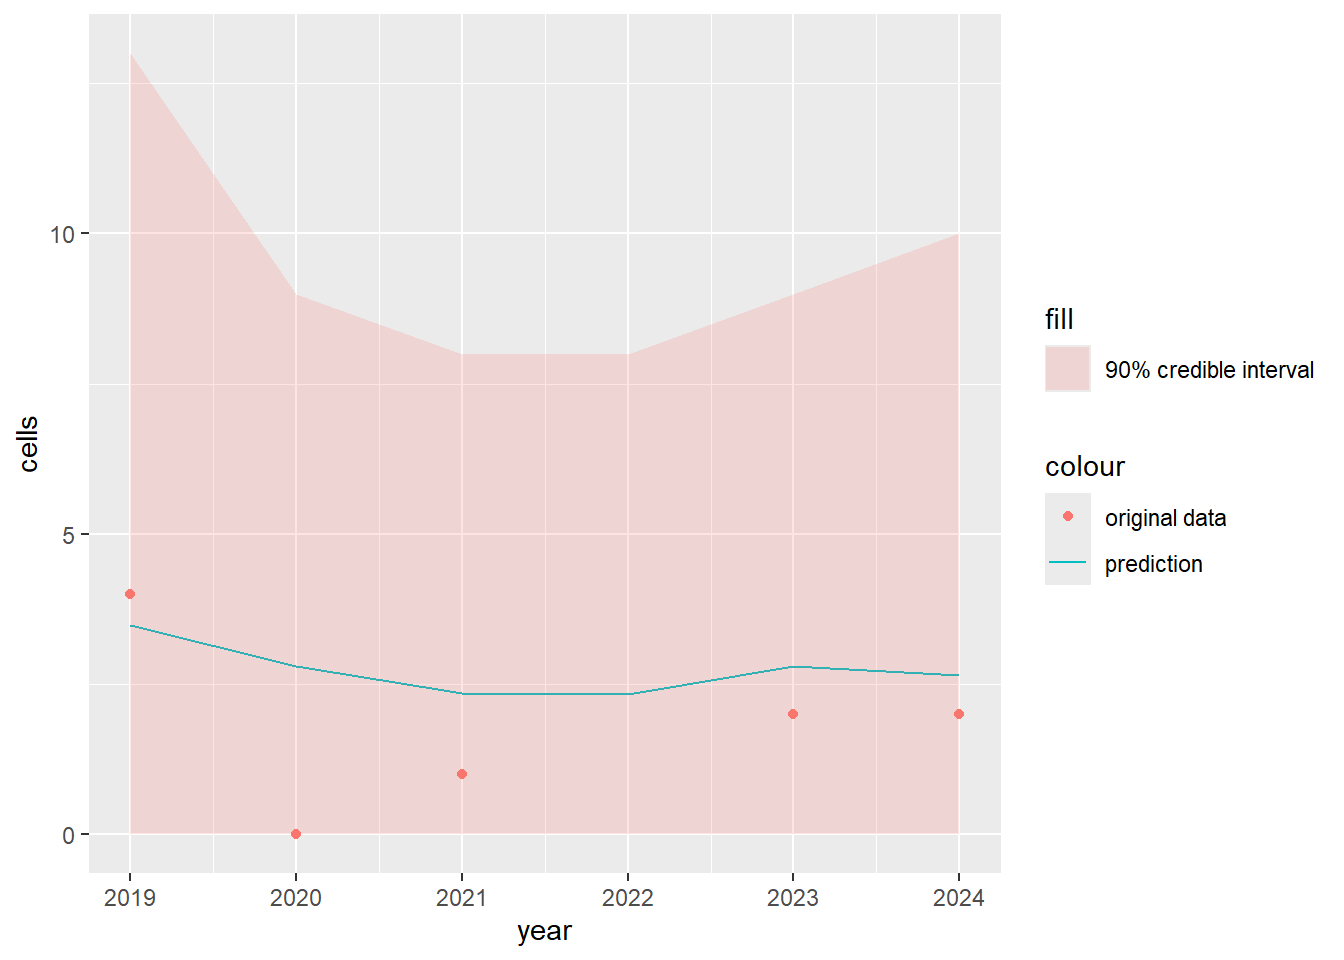 10
5
0
cells
2019 2020 2021 2022 2023 2024
year
fill
90% credible interval
colour
original data
prediction